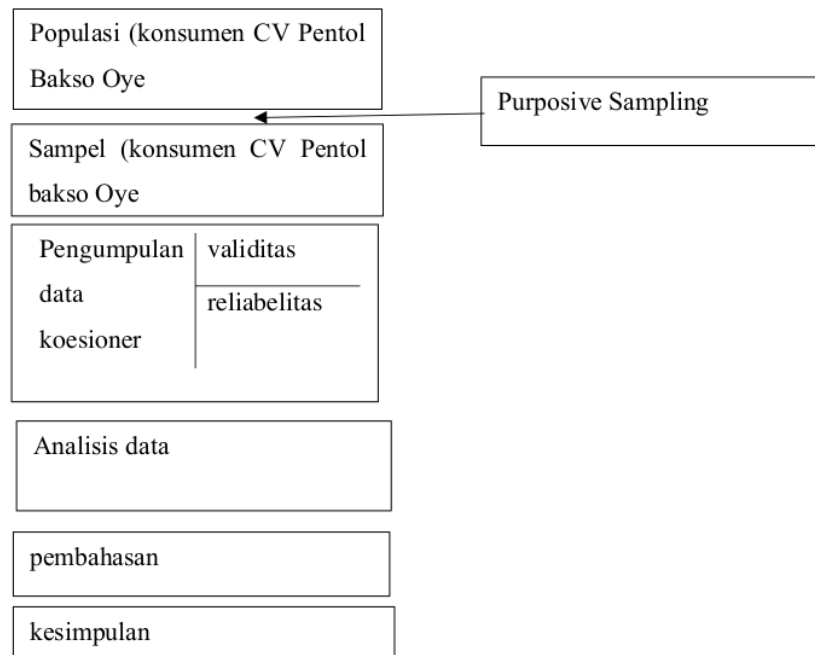 Populasi (konsumen CV Pentol
Bakso Oye
Purposive Sampling
Sampel (konsumen CV Pentol
bakso Oye
Pengumpulan
data
koesioner
validitas
reliabelitas
Analisis data
pembahasan
kesimpulan